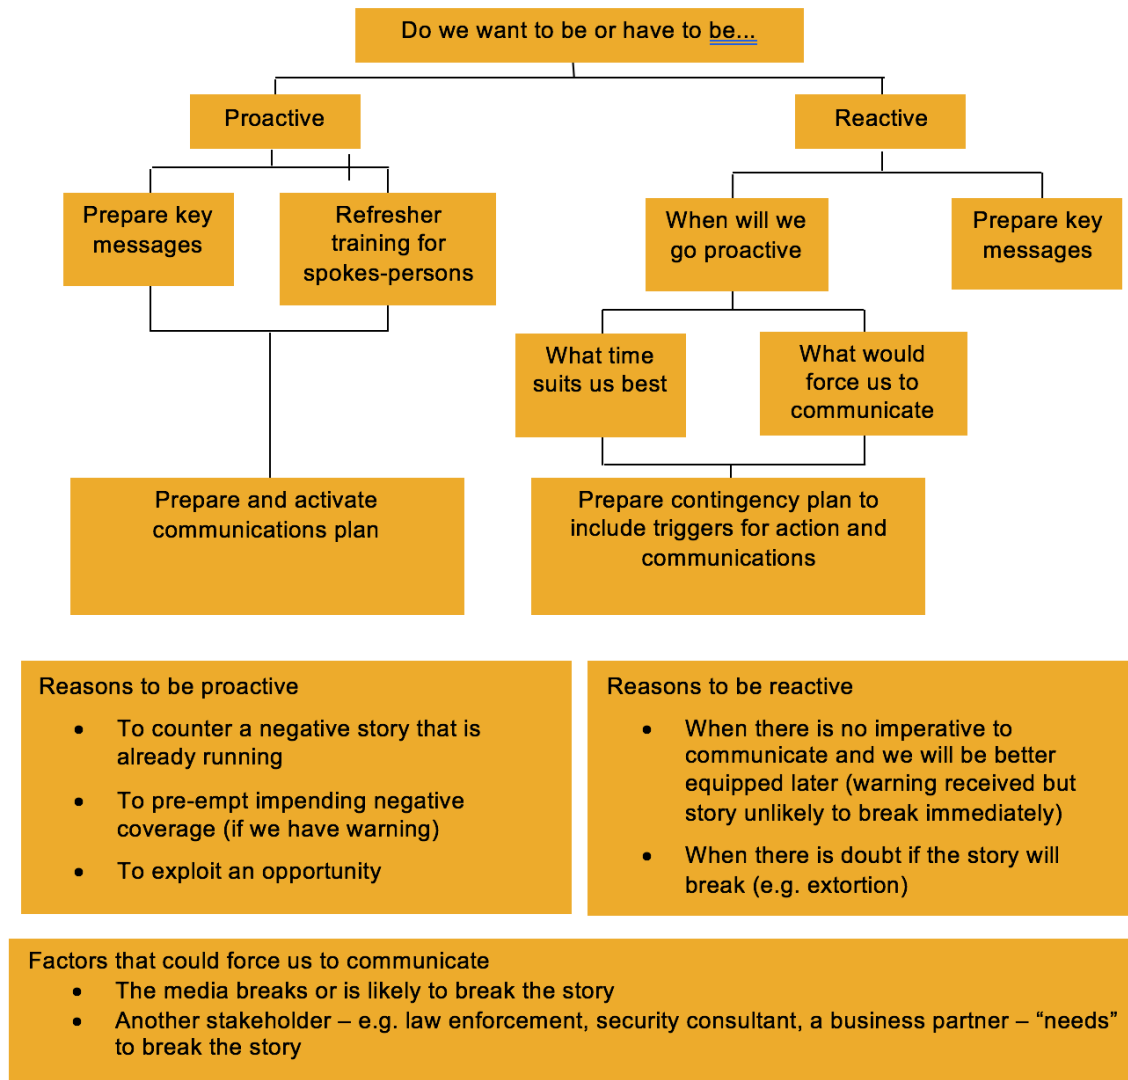 Do we want to be or have to be...
Proactive
Reactive
Prepare key
messages
Refresher
training for
spokes-persons
When will we
go proactive
Prepare key
messages
What time
suits us best
What would
force us to
communicate
Prepare and activate
communications plan
Prepare contingency plan to
include triggers for action and
communications
Reasons to be proactive
• To counter a negative story that is
already running
• To pre-empt impending negative
coverage (if we have warning)
• To exploit an opportunity
Reasons to be reactive
• When there is no imperative to
communicate and we will be better
equipped later (warning received but
story unlikely to break immediately)
• When there is doubt if the story will
break (e.g. extortion)
Factors that could force us to communicate
• The media breaks or is likely to break the story
• Another stakeholder – e.g. law enforcement, security consultant, a business partner – “needs”
to break the story